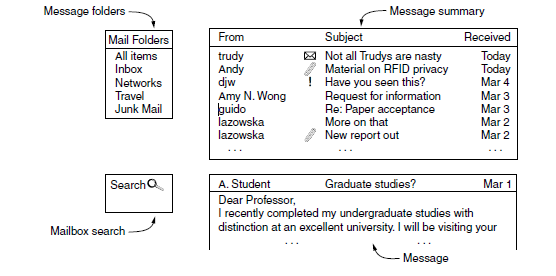 Message folders
Message summary
Mail Folders
All items
Inbox
Networks
Travel
Junk Mail
From Subject Received
trudy Not all Trudys are nasty Today
Andy Material on RFID privacy Today
djw ! Have you seen this? Mar 4
Amy N. Wong Request for information Mar 3
guido Re: Paper acceptance Mar 3
lazowska More on that Mar 2
lazowska New report out Mar 2
. . . . . . . . .
Search
Mailbox search
A. Student Graduate studies? Mar 1
Dear Professor,
I recently completed my undergraduate studies with
distinction at an excellent university. I will be visiting your
. . . . . .
Message